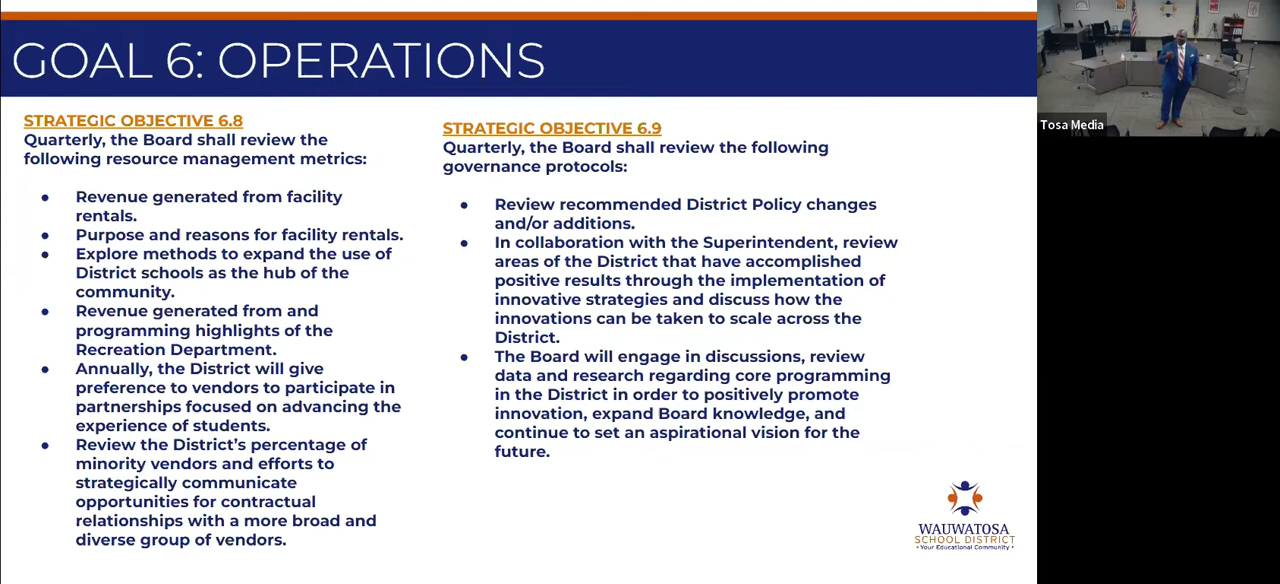 GOAL 6: OPERATIONS
STRATEGIC OBJECTIVE 6.8
Quarterly, the Board shall review the
following resource management metrics:
● Revenue generated from facility
rentals.
● Purpose and reasons for facility rentals.
● Explore methods to expand the use of
District schools as the hub of the
community.
● Revenue generated from and
programming highlights of the
Recreation Department.
● Annually, the District will give
preference to vendors to participate in
partnerships focused on advancing the
experience of students.
● Review the District’s percentage of
minority vendors and efforts to
strategically communicate
opportunities for contractual
relationships with a more broad and
diverse group of vendors.
STRATEGIC OBJECTIVE 6.9
Quarterly, the Board shall review the following
governance protocols:
● Review recommended District Policy changes
and/or additions.
● In collaboration with the Superintendent, review
areas of the District that have accomplished
positive results through the implementation of
innovative strategies and discuss how the
innovations can be taken to scale across the
District.
● The Board will engage in discussions, review
data and research regarding core programming
in the District in order to positively promote
innovation, expand Board knowledge, and
continue to set an aspirational vision for the
future.
WAUWATOSA
SCHOOL DISTRICT
• Your Educational Community •
Tosa Media